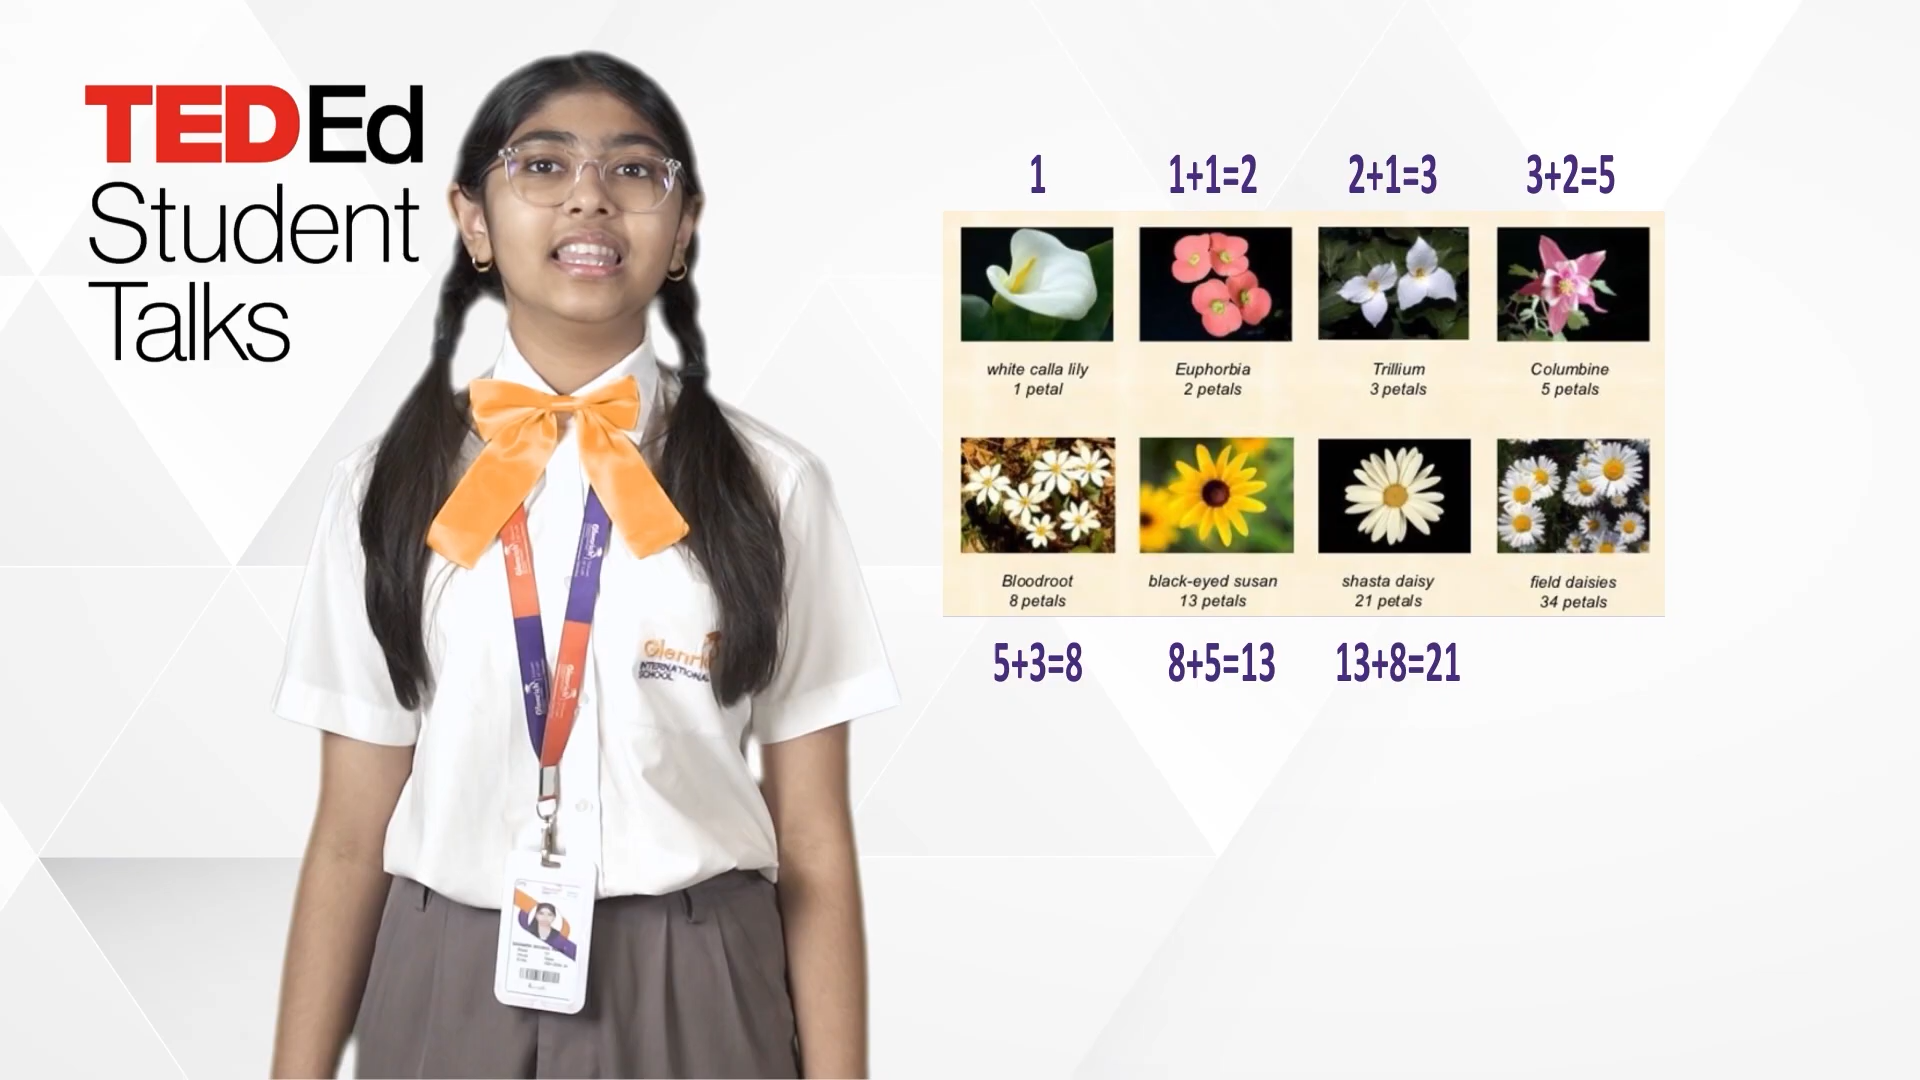 TEDEd
Student
Talks
1
1+1=2
2+1=3
3+2=5
white calla lily
1 petal
Euphorbia
2 petals
Trillium
3 petals
Columbine
5 petals
Bloodroot
8 petals
black-eyed susan
13 petals
shasta daisy
21 petals
field daisies
34 petals
5+3=8
8+5=13
13+8=21
INTERNATIONAL
SCHOOL